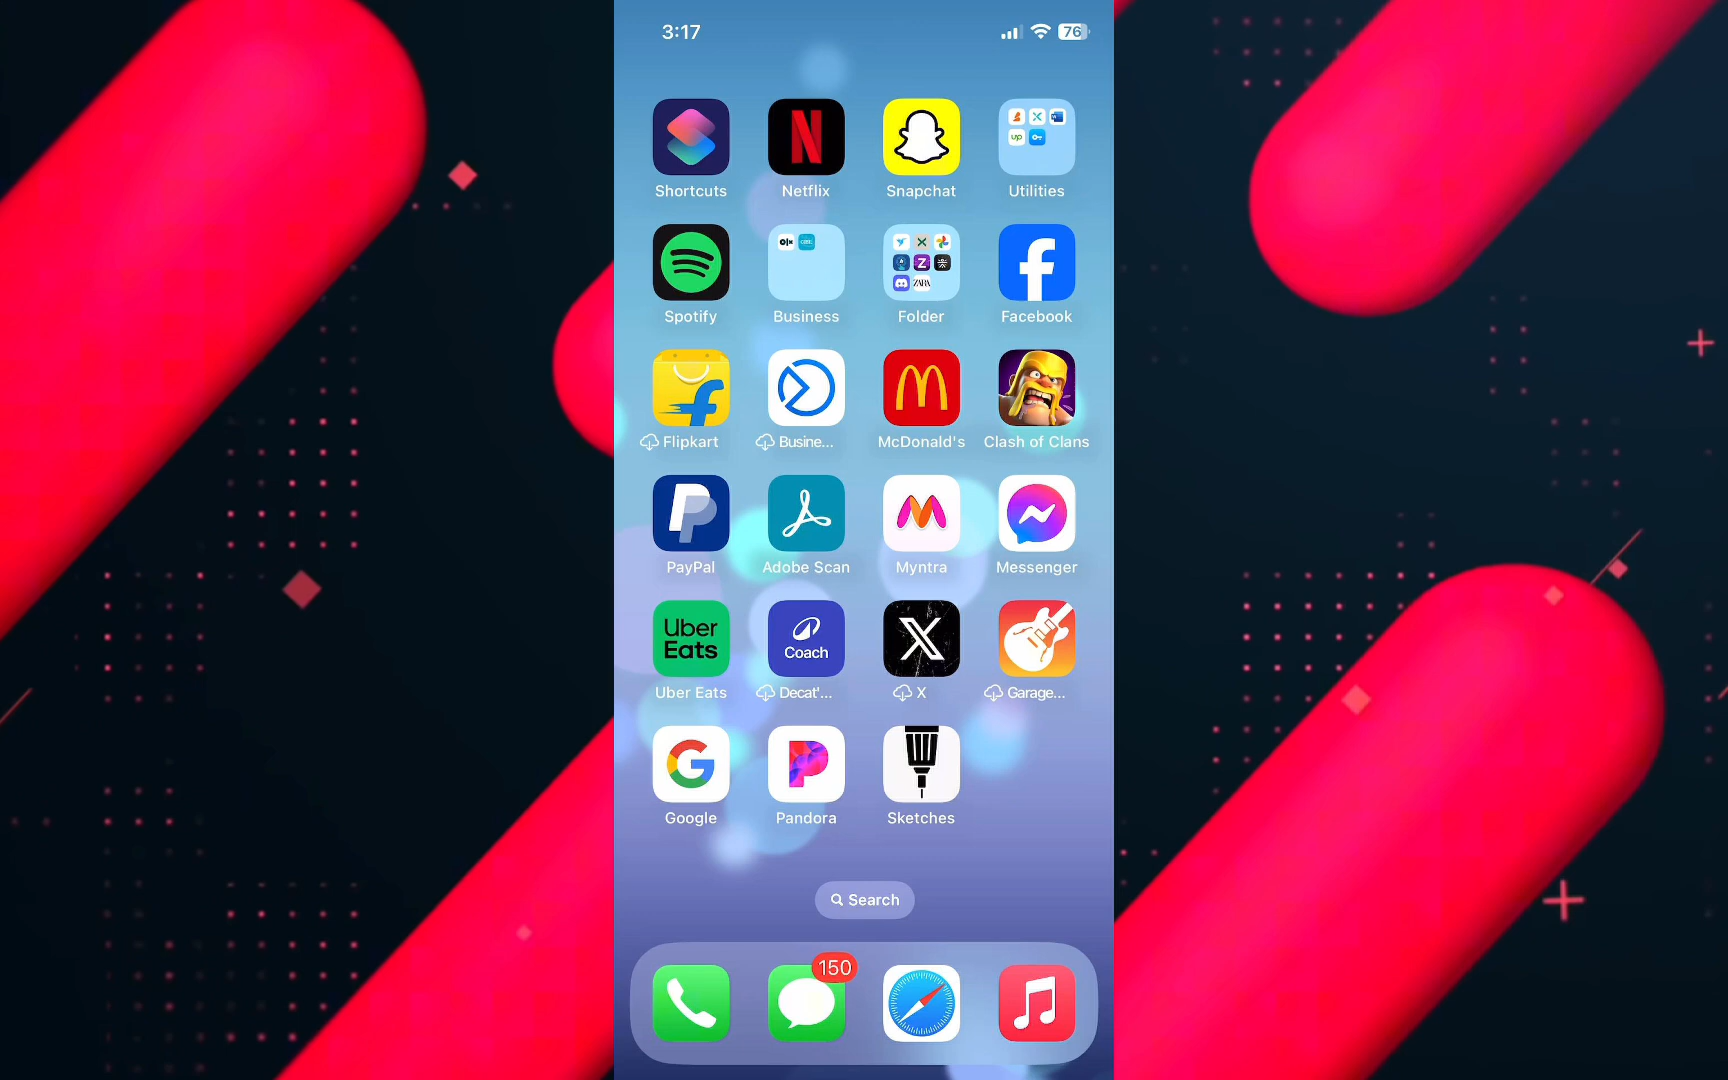 3:17
76
Shortcuts
Netflix
Snapchat
Utilities
Spotify
Business
Folder
Facebook
Flipkart
Busine...
McDonald's
Clash of Clans
PayPal
Adobe Scan
Myntra
Messenger
Uber
Eats
Coach
Uber Eats
Decat'...
X
Garage...
Google
Pandora
Sketches
Search
150